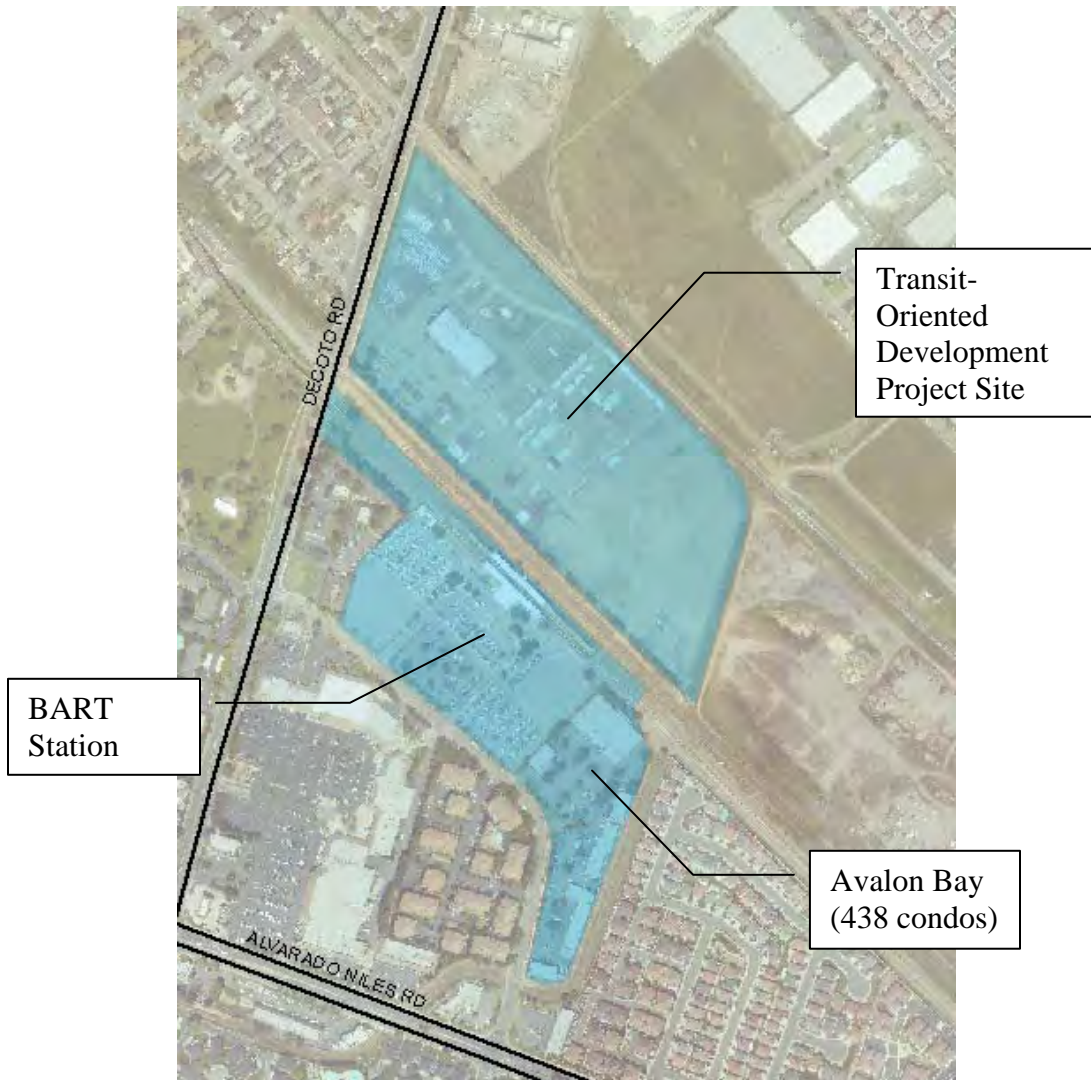 Transit-
Oriented
Development
Project Site
DECOTO RD
BART
Station
Avalon Bay
(438 condos)
ALVARADO NILES RD